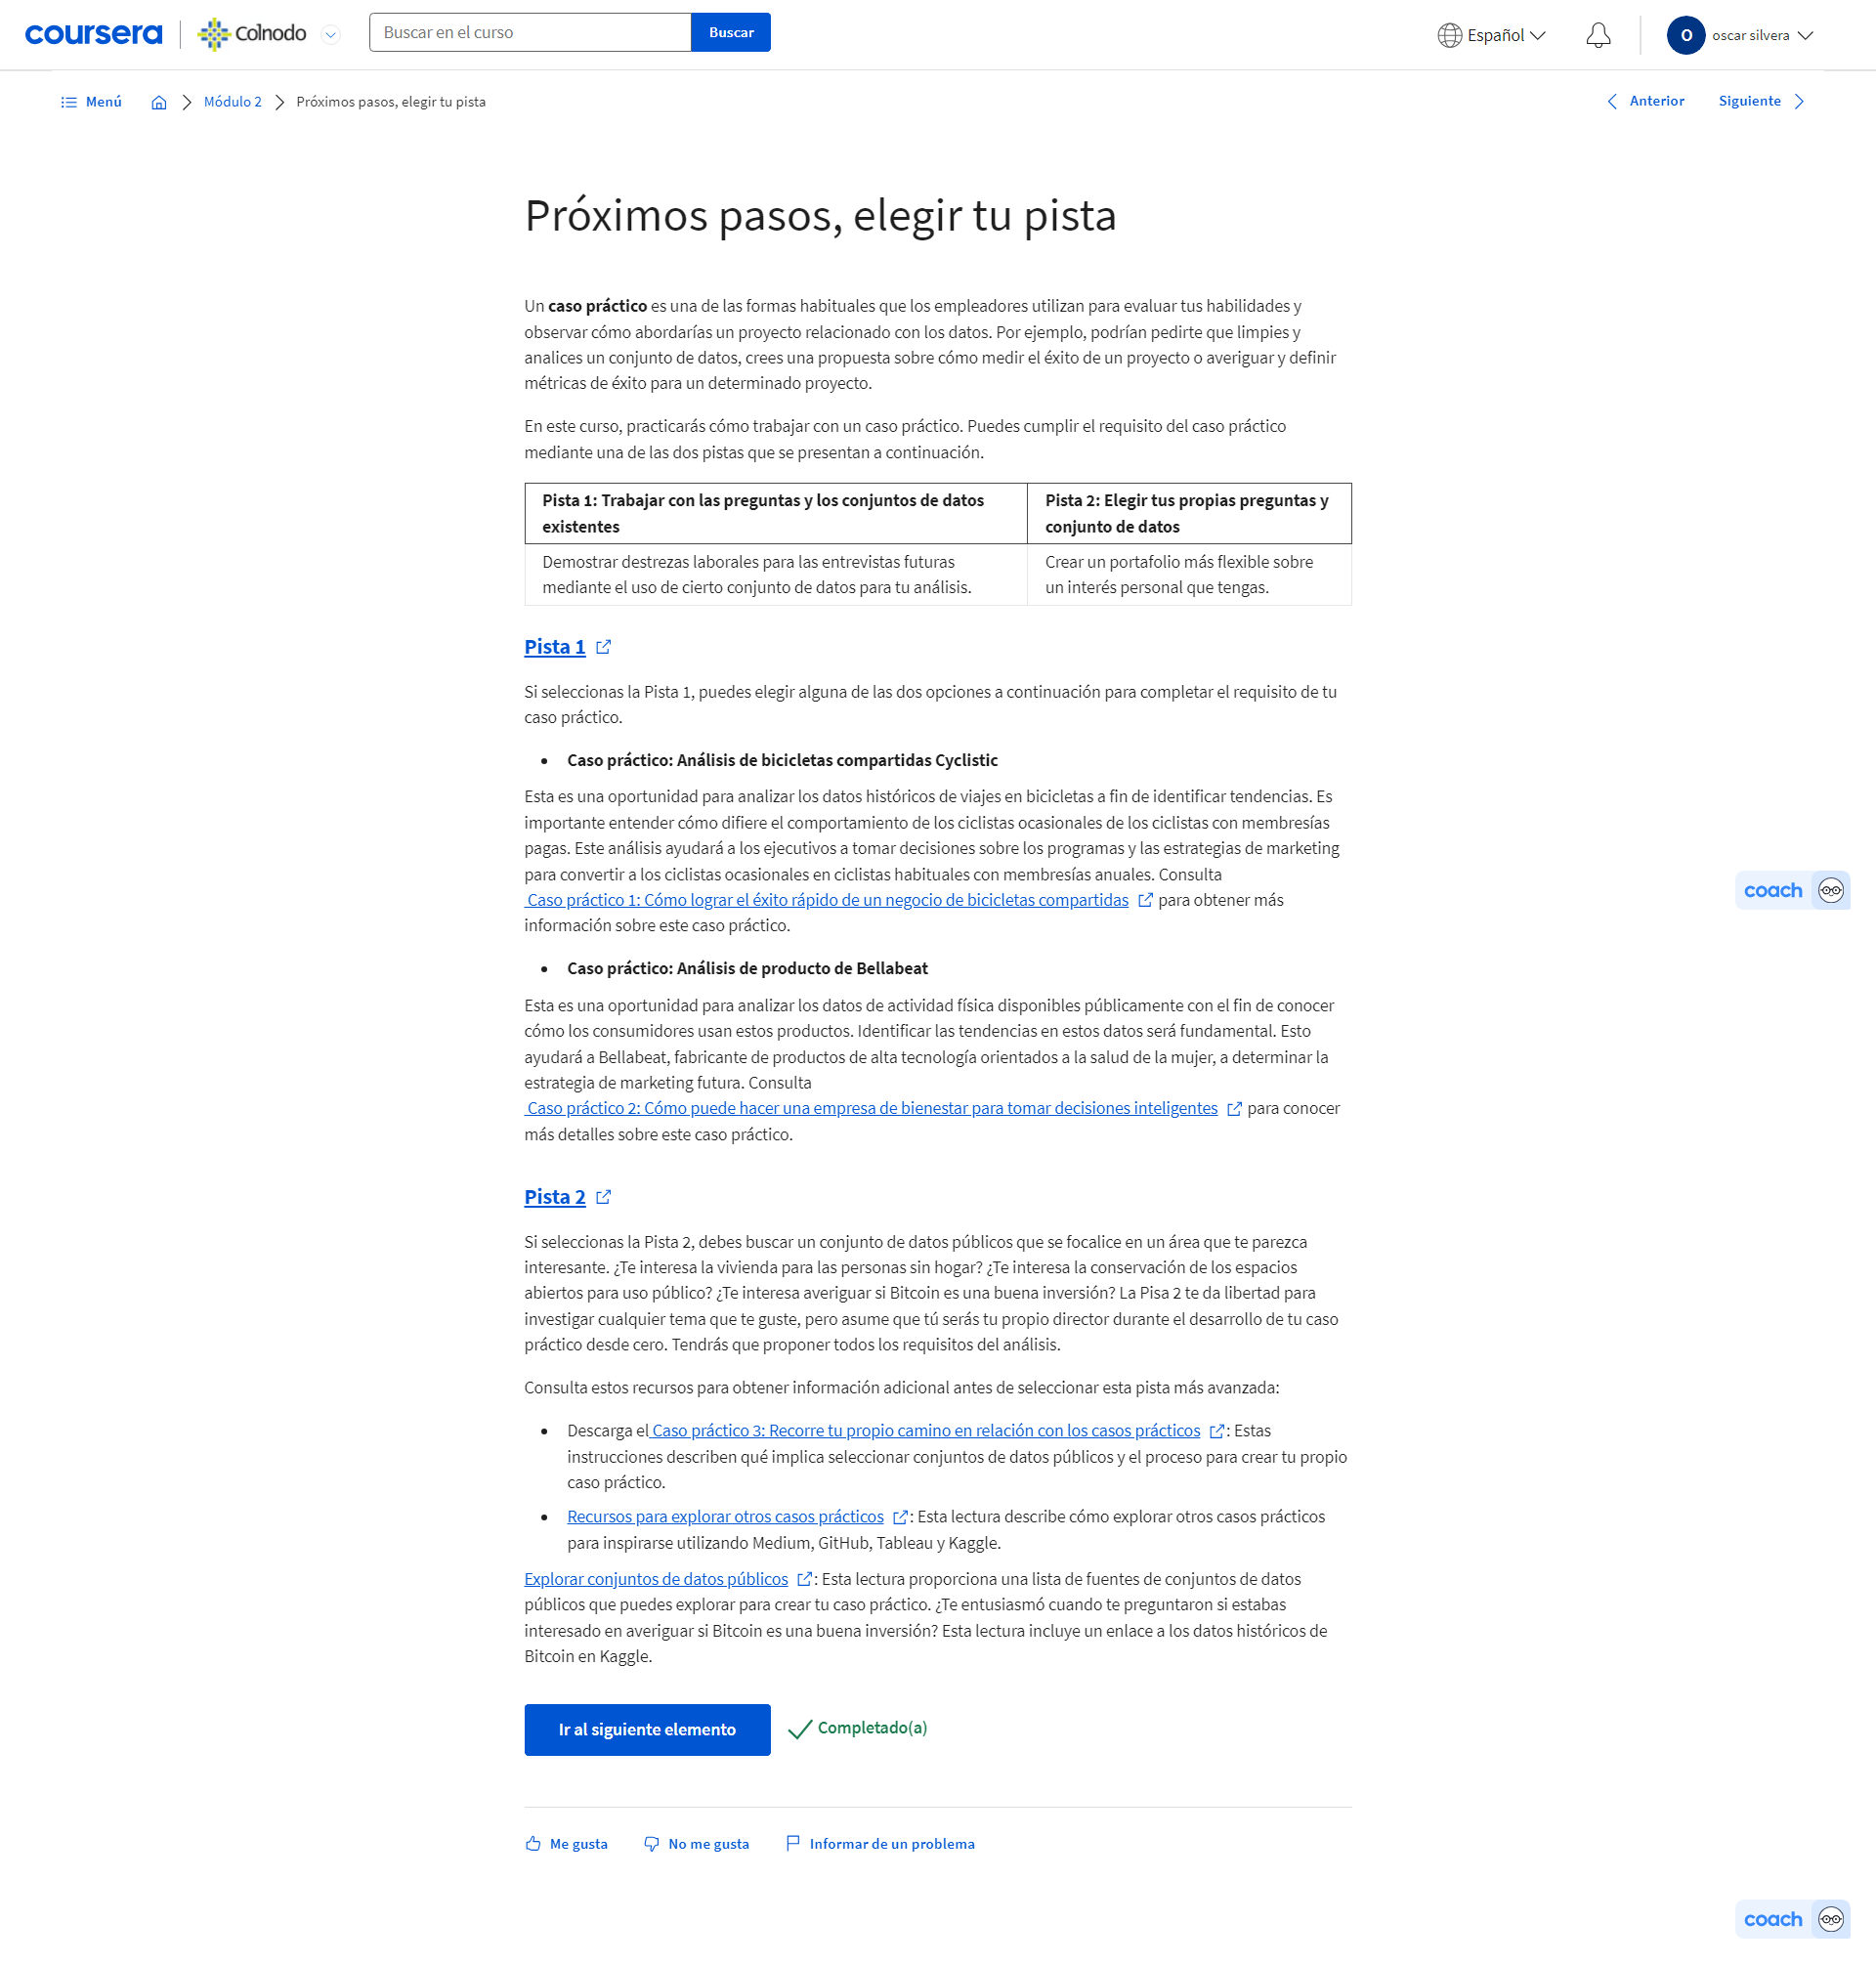 coursera
Colnodo
Buscar en el curso
Buscar
Español
O
oscar silvera
Menú
Módulo 2
Próximos pasos, elegir tu pista
Anterior
Siguiente
Próximos pasos, elegir tu pista
Un caso práctico es una de las formas habituales que los empleadores utilizan para evaluar tus habilidades y
observar cómo abordarías un proyecto relacionado con los datos. Por ejemplo, podrían pedirte que limpies y
analices un conjunto de datos, crees una propuesta sobre cómo medir el éxito de un proyecto o averiguar y definir
métricas de éxito para un determinado proyecto.
En este curso, practicarás cómo trabajar con un caso práctico. Puedes cumplir el requisito del caso práctico
mediante una de las dos pistas que se presentan a continuación.
Pista 1: Trabajar con las preguntas y los conjuntos de datos
existentes
Pista 2: Elegir tus propias preguntas y
conjunto de datos
Demostrar destrezas laborales para las entrevistas futuras
mediante el uso de cierto conjunto de datos para tu análisis.
Crear un portafolio más flexible sobre
un interés personal que tengas.
Pista 1
Si seleccionas la Pista 1, puedes elegir alguna de las dos opciones a continuación para completar el requisito de tu
caso práctico.
• Caso práctico: Análisis de bicicletas compartidas Cyclistic
Esta es una oportunidad para analizar los datos históricos de viajes en bicicletas a fin de identificar tendencias. Es
importante entender cómo difiere el comportamiento de los ciclistas ocasionales de los ciclistas con membresías
pagas. Este análisis ayudará a los ejecutivos a tomar decisiones sobre los programas y las estrategias de marketing
para convertir a los ciclistas ocasionales en ciclistas habituales con membresías anuales. Consulta
Caso práctico 1: Cómo lograr el éxito rápido de un negocio de bicicletas compartidas para obtener más
información sobre este caso práctico.
• Caso práctico: Análisis de producto de Bellabeat
Esta es una oportunidad para analizar los datos de actividad física disponibles públicamente con el fin de conocer
cómo los consumidores usan estos productos. Identificar las tendencias en estos datos será fundamental. Esto
ayudará a Bellabeat, fabricante de productos de alta tecnología orientados a la salud de la mujer, a determinar la
estrategia de marketing futura. Consulta
Caso práctico 2: Cómo puede hacer una empresa de bienestar para tomar decisiones inteligentes para conocer
más detalles sobre este caso práctico.
Pista 2
Si seleccionas la Pista 2, debes buscar un conjunto de datos públicos que se focalice en un área que te parezca
interesante. ¿Te interesa la vivienda para las personas sin hogar? ¿Te interesa la conservación de los espacios
abiertos para uso público? ¿Te interesa averiguar si Bitcoin es una buena inversión? La Pisa 2 te da libertad para
investigar cualquier tema que te guste, pero asume que tú serás tu propio director durante el desarrollo de tu caso
práctico desde cero. Tendrás que proponer todos los requisitos del análisis.
Consulta estos recursos para obtener información adicional antes de seleccionar esta pista más avanzada:
• Descarga el Caso práctico 3: Recorre tu propio camino en relación con los casos prácticos : Estas
instrucciones describen qué implica seleccionar conjuntos de datos públicos y el proceso para crear tu propio
caso práctico.
• Recursos para explorar otros casos prácticos : Esta lectura describe cómo explorar otros casos prácticos
para inspirarse utilizando Medium, GitHub, Tableau y Kaggle.
Explorar conjuntos de datos públicos : Esta lectura proporciona una lista de fuentes de conjuntos de datos
públicos que puedes explorar para crear tu caso práctico. ¿Te entusiasmó cuando te preguntaron si estabas
interesado en averiguar si Bitcoin es una buena inversión? Esta lectura incluye un enlace a los datos históricos de
Bitcoin en Kaggle.
Ir al siguiente elemento
Completado(a)
Me gusta
No me gusta
Informar de un problema
coach
coach